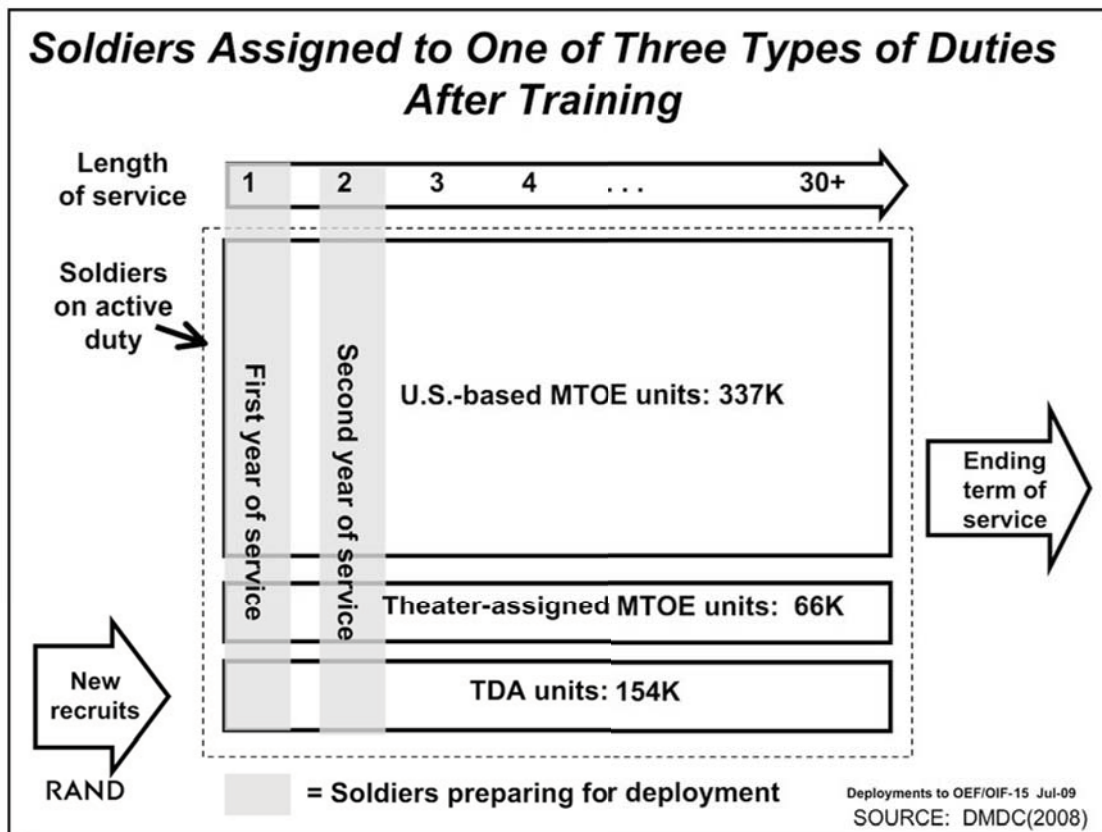 Soldiers Assigned to One of Three Types of Duties
After Training
Length
of service
1 2 3 4 . . . 30+
Soldiers
on active
duty
First year of service
Second year of service
U.S.-based MTOE units: 337K
Theater-assigned MTOE units: 66K
TDA units: 154K
New
recruits
Ending
term of
service
RAND
= Soldiers preparing for deployment
Deployments to OEF/OIF-15 Jul-09
SOURCE: DMDC(2008)